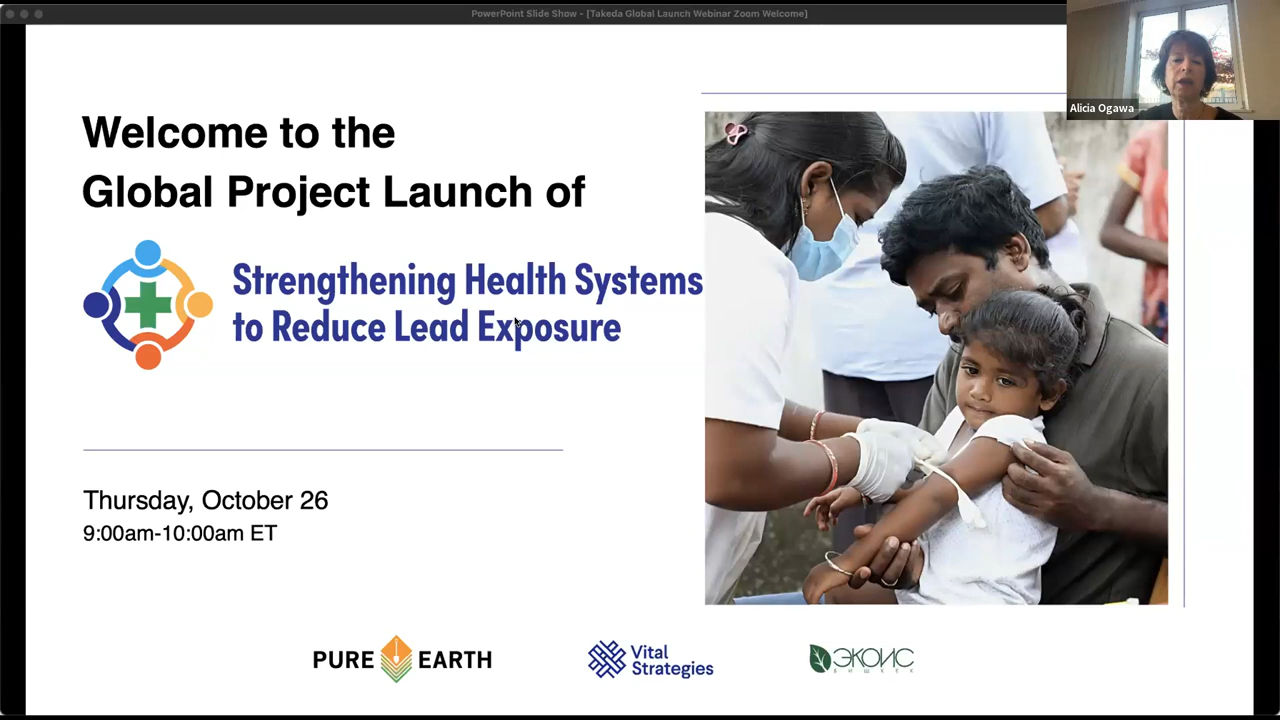 PowerPoint Slide Show - [Takeda Global Launch Webinar Zoom Welcome]
Alicia Ogawa
Welcome to the
Global Project Launch of
Strengthening Health Systems
to Reduce Lead Exposure
Thursday, October 26
9:00am-10:00am ET
PURE EARTH
Vital
Strategies
ЭКОИС
БИШКЕК